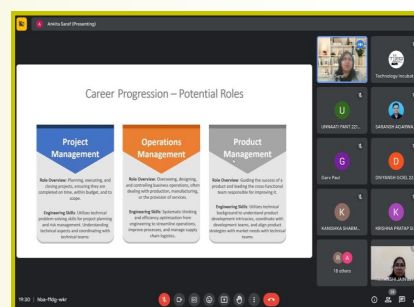 A Ankita Saraf (Presenting)
Career Progression – Potential Roles
Project
Management
Role Overview: Planning, executing, and
closing projects, ensuring they are
completed on time, within budget, and to
scope.
Engineering Skills: Utilize technical
problem-solving skills for project planning
and risk management. Understanding
technical aspects and coordinating with
technical teams.
Operations
Management
Role Overview: Overseeing, designing,
and controlling business operations, often
dealing with production, manufacturing,
or the provision of services.
Engineering Skills: Systematic thinking
and efficiency optimization from
engineering to streamline operations,
improve processes, and manage supply
chain logistics.
Product
Management
Role Overview: Guiding the success of a
product and leading the cross-functional
team responsible for improving it.
Engineering Skills: Utilizes technical
background to understand product
development intricacies, coordinate with
development teams, and align product
strategies with market needs with technical
teams.
Technology Incubat
U
UNNAATI PANT 221...
SARANSH AGARWA
G
Garv Paul
D
DIVYANSH GOEL 22
K
KANISHKA SHARM...
K
KRISHNA PRATAP SI
A
18 others
19:30 | hba-ffdg-wkr